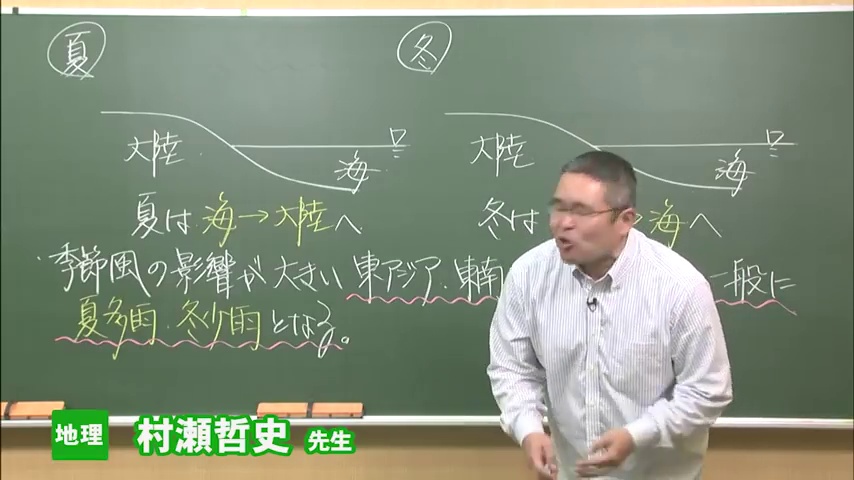 夏
冬
大陸
海
大陸
海
夏は 海→大陸へ
冬は 海へ
季節風の影響が大きい 東アジア・東南 一般に
夏多雨・冬少雨となる。
地理 村瀬哲史 先生